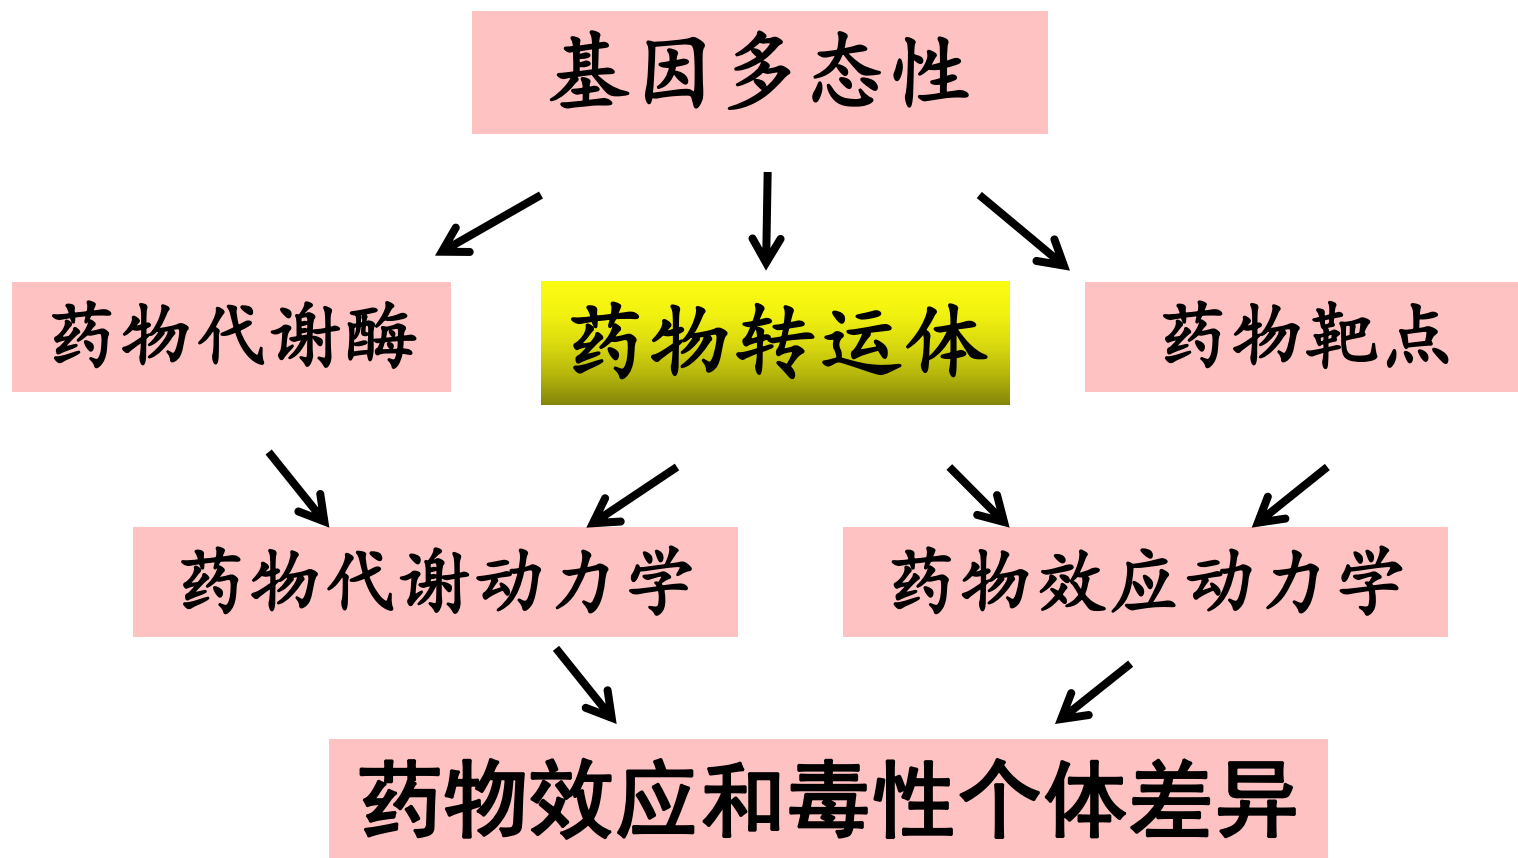 基因多态性
药物代谢酶
药物转运体
药物靶点
药物代谢动力学
药物效应动力学
药物效应和毒性个体差异